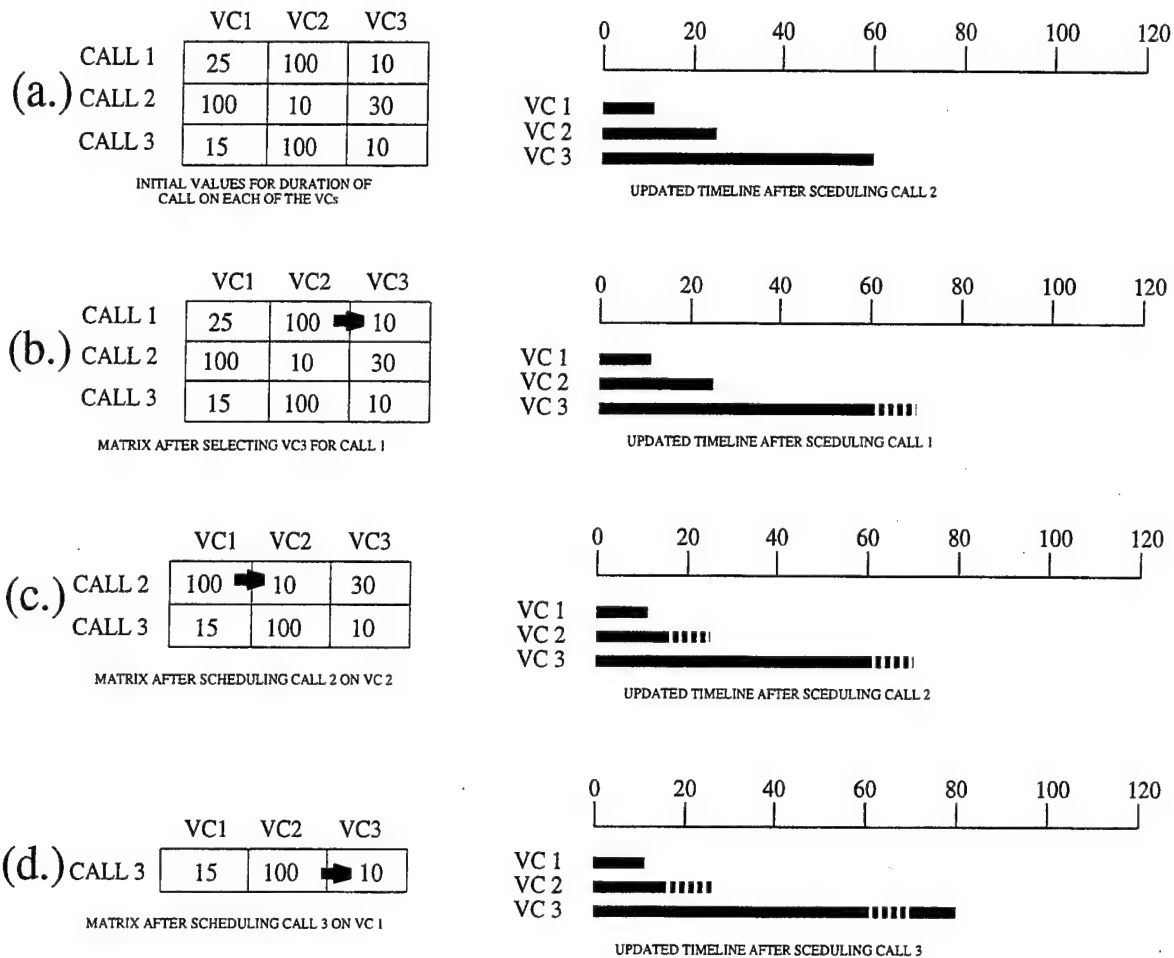 VC1 VC2 VC3
(a.)
CALL 1 25 100 10
CALL 2 100 10 30
CALL 3 15 100 10
INITIAL VALUES FOR DURATION OF
CALL ON EACH OF THE VCs
0 20 40 60 80 100 120
VC 1
VC 2
VC 3
UPDATED TIMELINE AFTER SCEDULING CALL 2
VC1 VC2 VC3
(b.)
CALL 1 25 100 10
CALL 2 100 10 30
CALL 3 15 100 10
MATRIX AFTER SELECTING VC3 FOR CALL 1
0 20 40 60 80 100 120
VC 1
VC 2
VC 3
UPDATED TIMELINE AFTER SCEDULING CALL 1
VC1 VC2 VC3
(c.)
CALL 2 100 10 30
CALL 3 15 100 10
MATRIX AFTER SCHEDULING CALL 2 ON VC 2
0 20 40 60 80 100 120
VC 1
VC 2
VC 3
UPDATED TIMELINE AFTER SCEDULING CALL 2
VC1 VC2 VC3
(d.) CALL 3 15 100 10
MATRIX AFTER SCHEDULING CALL 3 ON VC 1
0 20 40 60 80 100 120
VC 1
VC 2
VC 3
UPDATED TIMELINE AFTER SCEDULING CALL 3